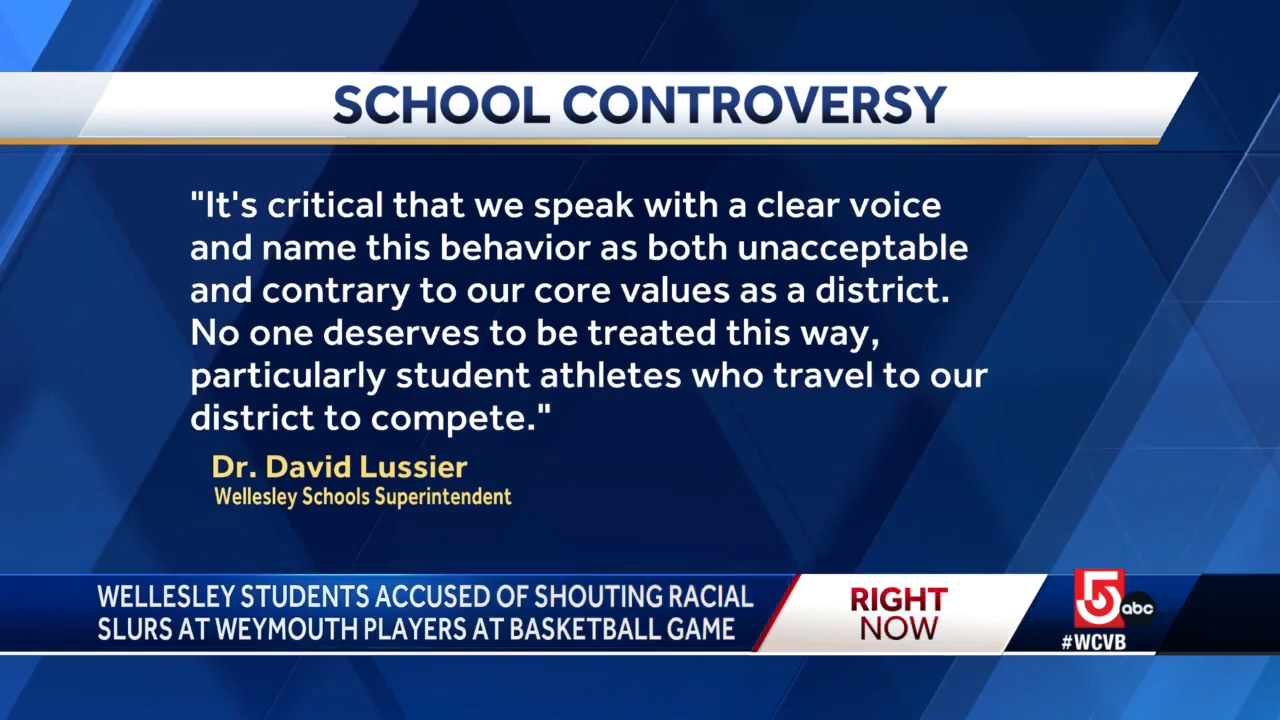 SCHOOL CONTROVERSY
"It's critical that we speak with a clear voice
and name this behavior as both unacceptable
and contrary to our core values as a district.
No one deserves to be treated this way,
particularly student athletes who travel to our
district to compete."
Dr. David Lussier
Wellesley Schools Superintendent
WELLESLEY STUDENTS ACCUSED OF SHOUTING RACIAL
SLURS AT WEYMOUTH PLAYERS AT BASKETBALL GAME
RIGHT
NOW
5 abc
#WCVB